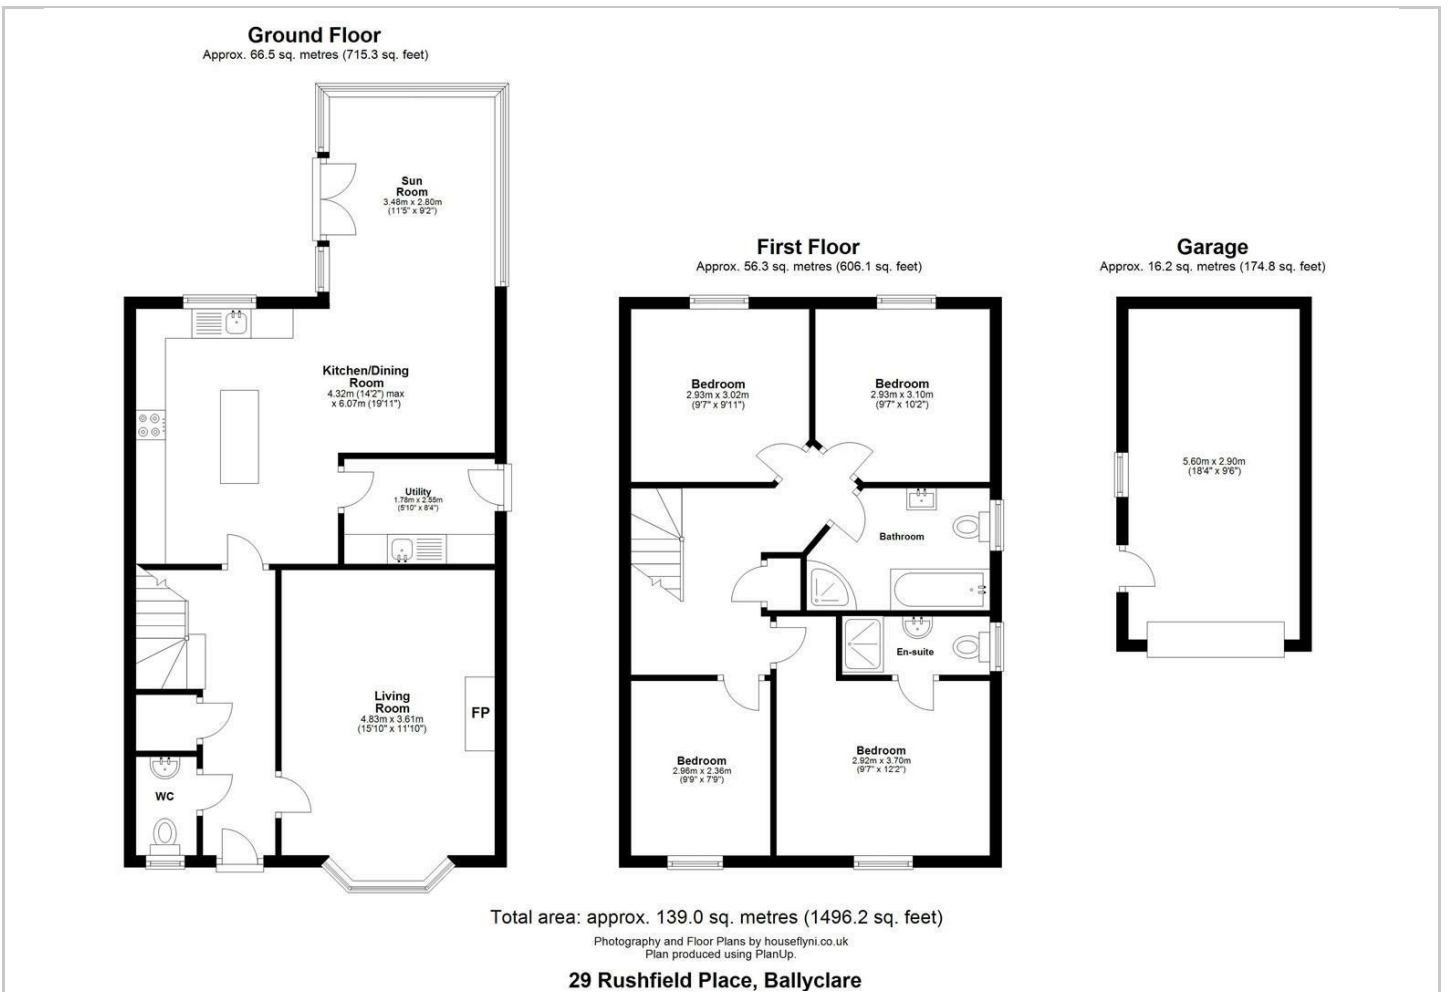 Ground Floor
Approx. 66.5 sq. metres (715.3 sq. feet)
Sun
Room
3.48m x 2.80m
(11'5" x 9'2")
Kitchen/Dining
Room
4.32m (14'2") max
x 6.07m (19'11")
Utility
1.78m x 2.55m
(5'10" x 8'4")
Living
Room
4.83m x 3.61m
(15'10" x 11'10")
FP
WC
First Floor
Approx. 56.3 sq. metres (606.1 sq. feet)
Bedroom
2.93m x 3.02m
(9'7" x 9'11")
Bedroom
2.93m x 3.10m
(9'7" x 10'2")
Bathroom
En-suite
Bedroom
2.96m x 2.36m
(9'9" x 7'9")
Bedroom
2.92m x 3.70m
(9'7" x 12'2")
Garage
Approx. 16.2 sq. metres (174.8 sq. feet)
5.60m x 2.90m
(18'4" x 9'6")
Total area: approx. 139.0 sq. metres (1496.2 sq. feet)
Photography and Floor Plans by houseflyni.co.uk
Plan produced using PlanUp.
29 Rushfield Place, Ballyclare